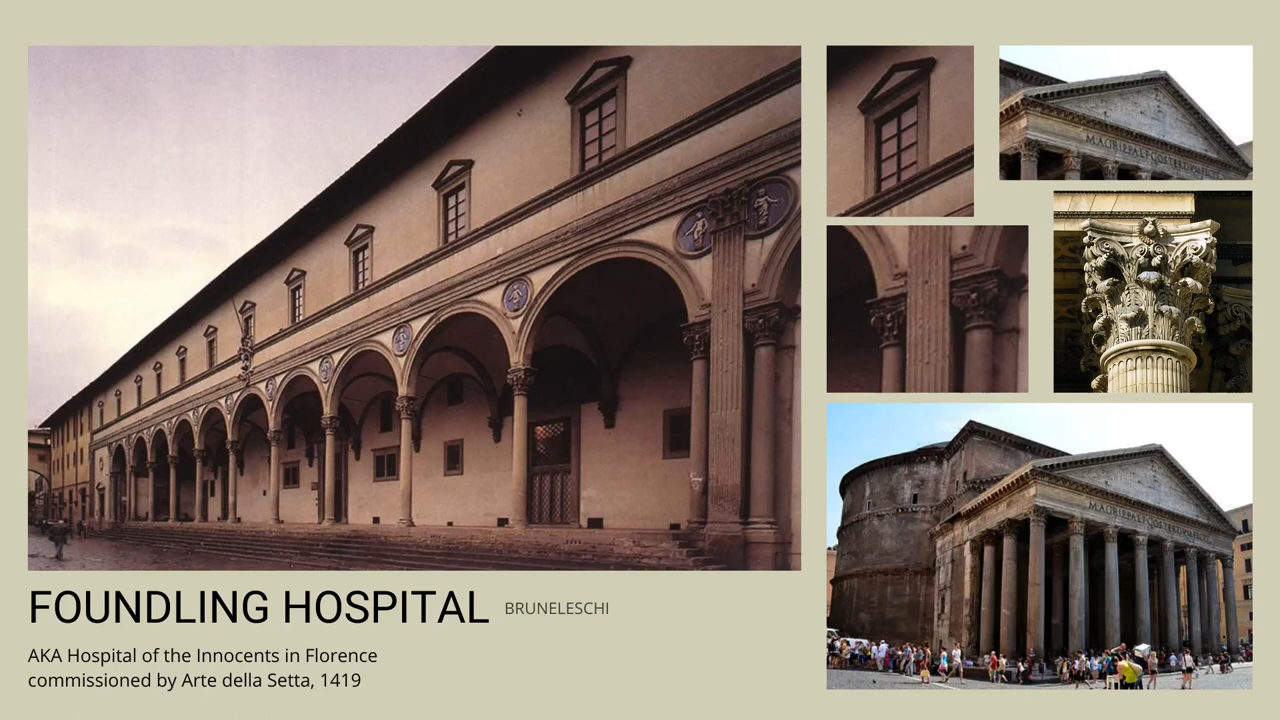 FOUNDLING HOSPITAL BRUNELESCHI
AKA Hospital of the Innocents in Florence
commissioned by Arte della Setta, 1419